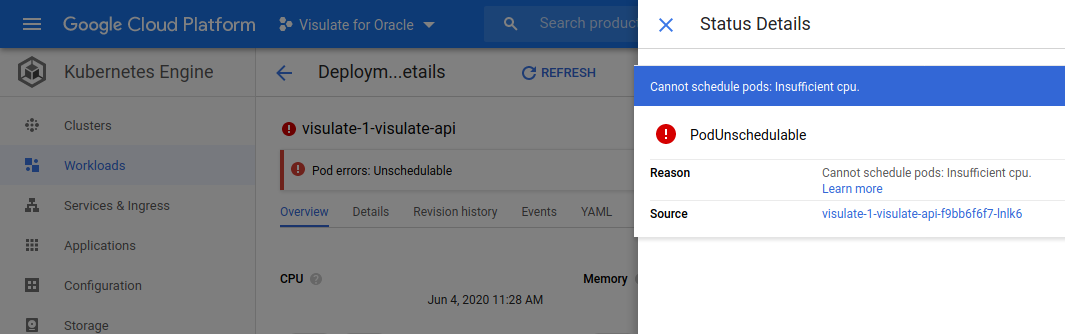 Google Cloud Platform
Visulate for Oracle
Search produc
Kubernetes Engine
Clusters
Workloads
Services & Ingress
Applications
Configuration
Storage
Deploym...etails
REFRESH
visulate-1-visulate-api
Pod errors: Unschedulable
Overview Details Revision history Events YAML
CPU
Memory
Jun 4, 2020 11:28 AM
Status Details
Cannot schedule pods: Insufficient cpu.
PodUnschedulable
Reason Cannot schedule pods: Insufficient cpu.
Learn more
Source visulate-1-visulate-api-f9bb6f6f7-lnlk6